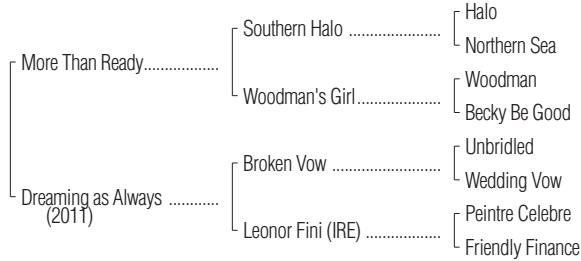 Halo
Southern Halo ....................
Northern Sea
More Than Ready................
Woodman
Woodman's Girl..................
Becky Be Good
Unbridled
Broken Vow .......................
Wedding Vow
Dreaming as Always ...........
(2011)
Peintre Celebre
Leonor Fini (IRE) ................
Friendly Finance